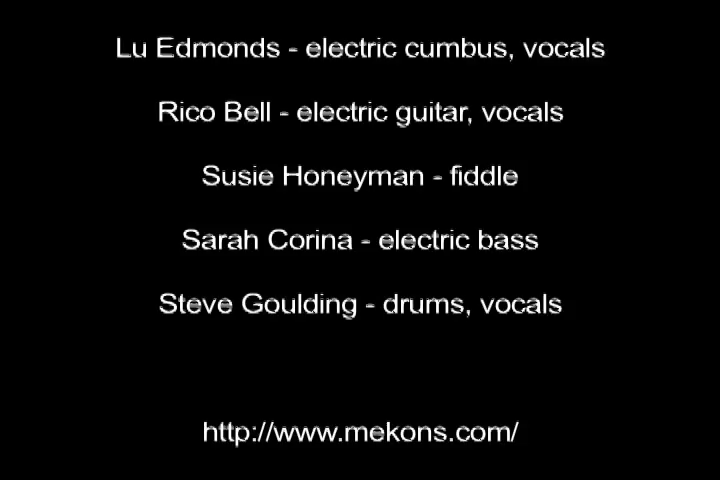 Lu Edmonds - electric cumbus, vocals
Rico Bell - electric guitar, vocals
Susie Honeyman - fiddle
Sarah Corina - electric bass
Steve Goulding - drums, vocals
http://www.mekons.com/